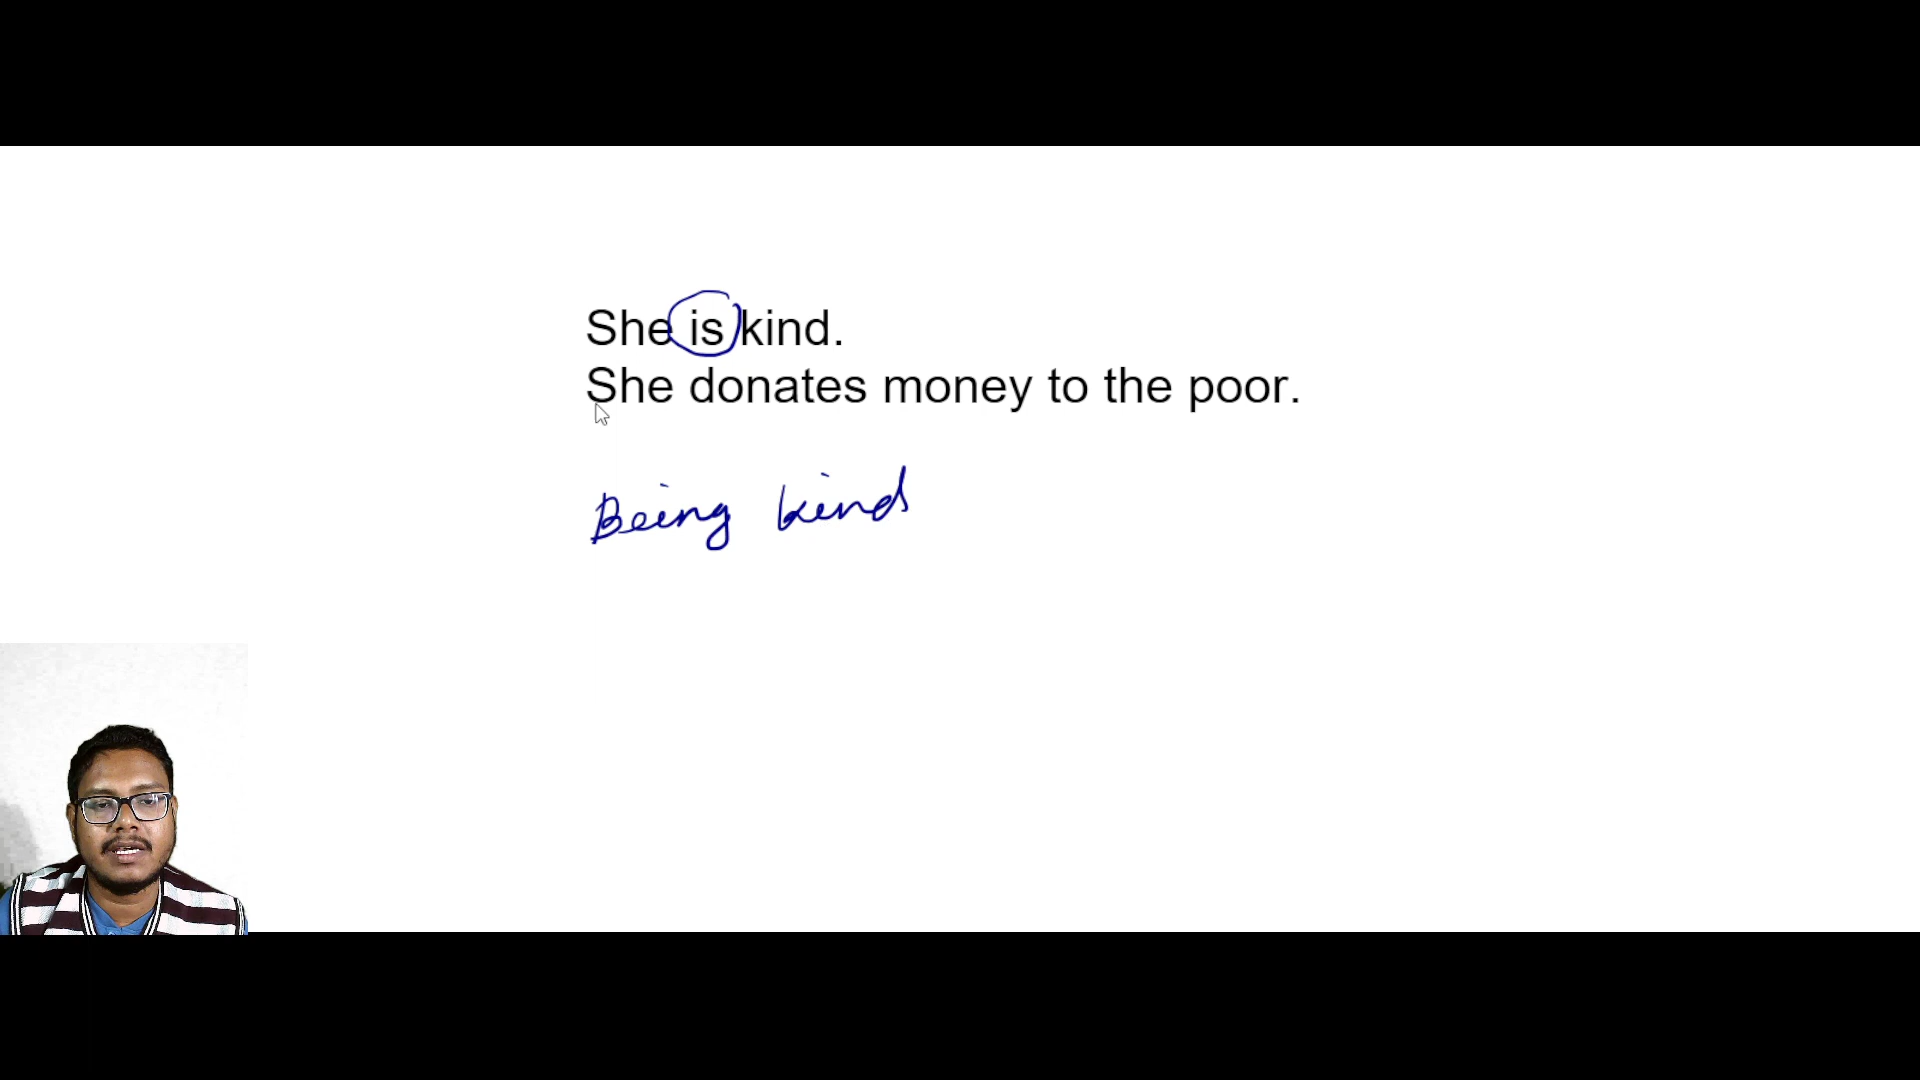 She is kind.
She donates money to the poor.
Being kind